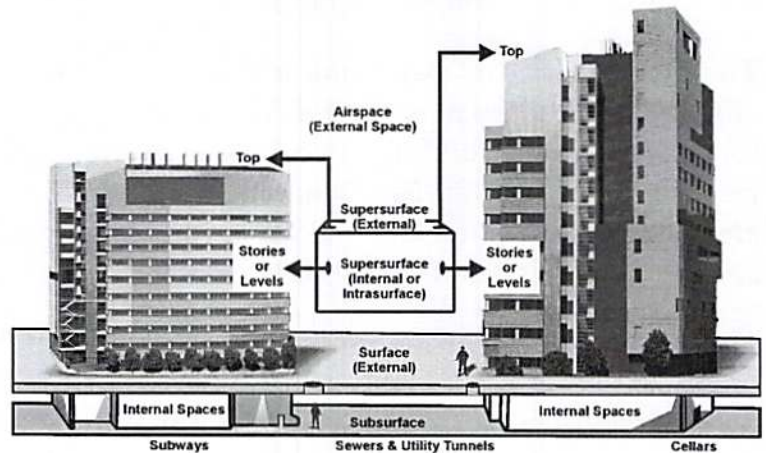 Top
Airspace
(External Space)
Top
Supersurface
(External)
Stories
or
Levels
Supersurface
(Internal or
Intrasurface)
Stories
or
Levels
Surface
(External)
Internal Spaces
Subsurface
Internal Spaces
Subways
Sewers & Utility Tunnels
Cellars